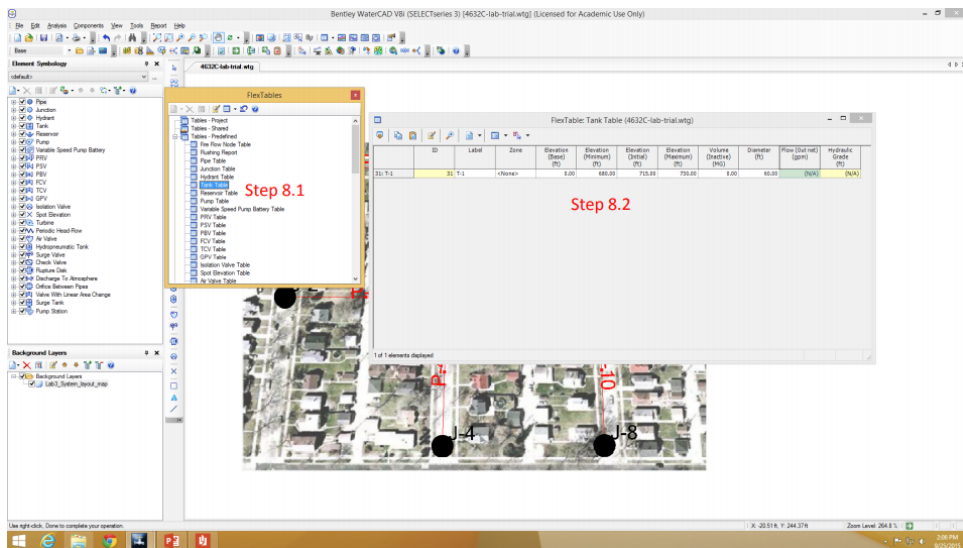 Bentley WaterCAD V8i (SELECTseries 3) [4632C-lab-trial.wtg] (Licensed for Academic Use Only)
File Edit Analysis Components View Tools Report Help
Base
Element Symbology
<default>
Pipe
Junction
Hydrant
Tank
Reservoir
Pump
Variable Speed Pump Battery
PRV
PSV
PBV
FCV
TCV
GPV
Isolation Valve
Spot Elevation
Turbine
Periodic Head-Flow
Air Valve
Hydropneumatic Tank
Surge Valve
Check Valve
Rupture Disk
Discharge To Atmosphere
Orifice Between Pipes
Valve With Linear Area Change
Surge Tank
Pump Station
Background Layers
Background Layers
Lab3_System_layout_map
4632C-lab-trial.wtg
FlexTables
Tables - Project
Tables - Shared
Tables - Predefined
Fire Flow Node Table
Flushing Report
Pipe Table
Junction Table
Hydrant Table
Tank Table
Reservoir Table
Pump Table
Variable Speed Pump Battery Table
PRV Table
PSV Table
PBV Table
FCV Table
TCV Table
GPV Table
Isolation Valve Table
Spot Elevation Table
Air Valve Table
Step 8.1
FlexTable: Tank Table (4632C-lab-trial.wtg)
ID Label Zone Elevation (Base) (ft) Elevation (Minimum) (ft) Elevation (Initial) (ft) Elevation (Maximum) (ft) Volume (Inactive) (MG) Diameter (ft) Flow (Out net) (gpm) Hydraulic Grade (ft)
31: T-1 31 T-1 <None> 0.00 680.00 715.00 730.00 0.00 60.00 (N/A) (N/A)
Step 8.2
1 of 1 elements displayed
J-4
J-8
-10
Use right-click, Done to complete your operation.
X: -20.51 ft, Y: 244.37 ft
Zoom Level: 264.8 %
2:06 PM
9/25/2015